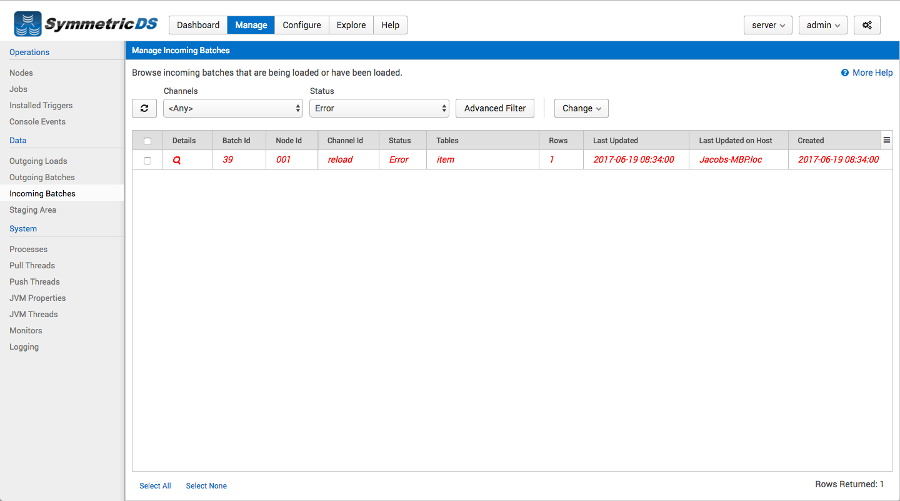 SymmetricDS
Dashboard Manage Configure Explore Help
server admin
Operations
Nodes
Jobs
Installed Triggers
Console Events
Data
Outgoing Loads
Outgoing Batches
Incoming Batches
Staging Area
System
Processes
Pull Threads
Push Threads
JVM Properties
JVM Threads
Monitors
Logging
Manage Incoming Batches
Browse incoming batches that are being loaded or have been loaded.
More Help
Channels Status
<Any> Error Advanced Filter Change
Details Batch Id Node Id Channel Id Status Tables Rows Last Updated Last Updated on Host Created
39 001 reload Error item 1 2017-06-19 08:34:00 Jacobs-MBP.loc 2017-06-19 08:34:00
Select All Select None
Rows Returned: 1